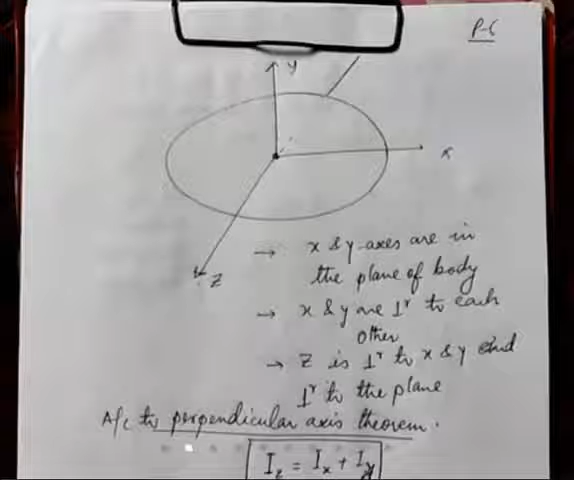 P-6
y
x
z
→ x & y-axes are in
the plane of body
→ x & y are ⊥r to each
other
→ Z is ⊥r to x & y and
⊥r to the plane
A/c to perpendicular axis theorem.
Iz = Ix + Iy